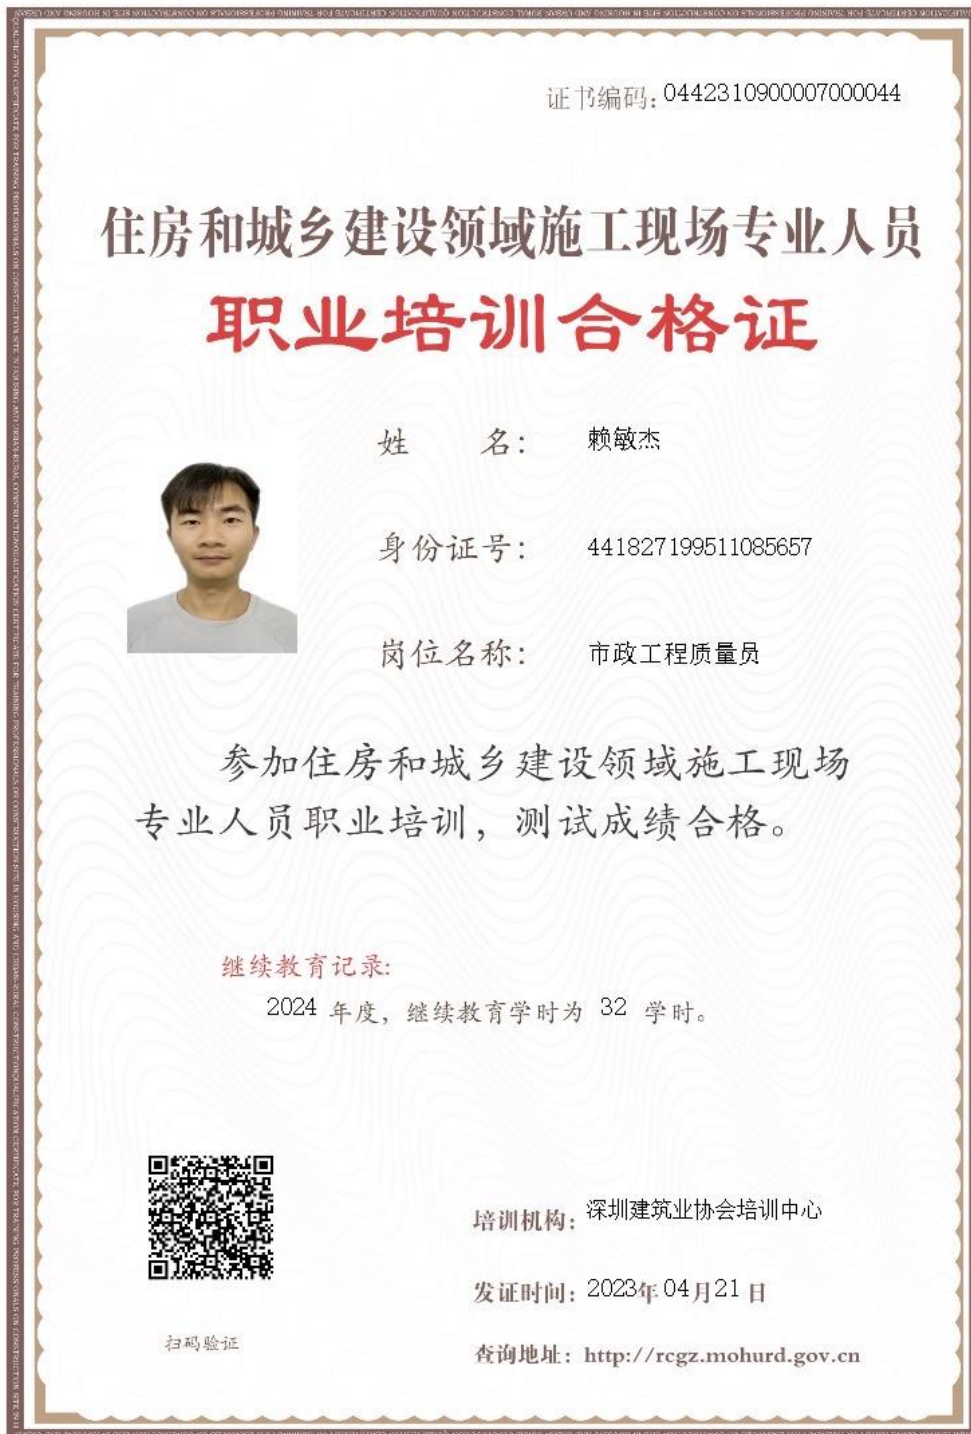 证书编码：04423109000007000044
住房和城乡建设领域施工现场专业人员
职业培训合格证
姓 名： 赖敏杰
身份证号： 441827199511085657
岗位名称： 市政工程质量员
参加住房和城乡建设领域施工现场
专业人员职业培训，测试成绩合格。
继续教育记录:
2024 年度，继续教育学时为 32 学时。
培训机构：深圳建筑业协会培训中心
发证时间：2023年04月21日
扫码验证
查询地址：http://rcgz.mohurd.gov.cn